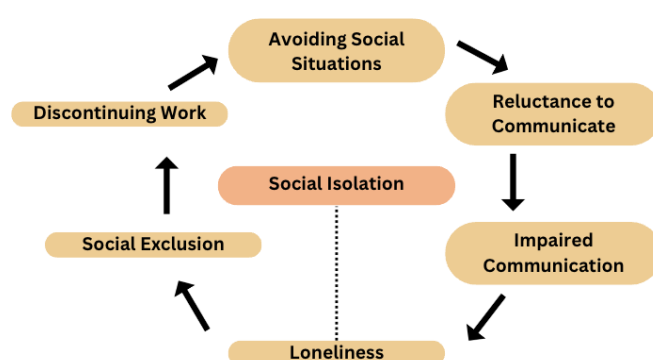 Avoiding Social
Situations
Discontinuing Work
Reluctance to
Communicate
Social Isolation
Social Exclusion
Impaired
Communication
Loneliness